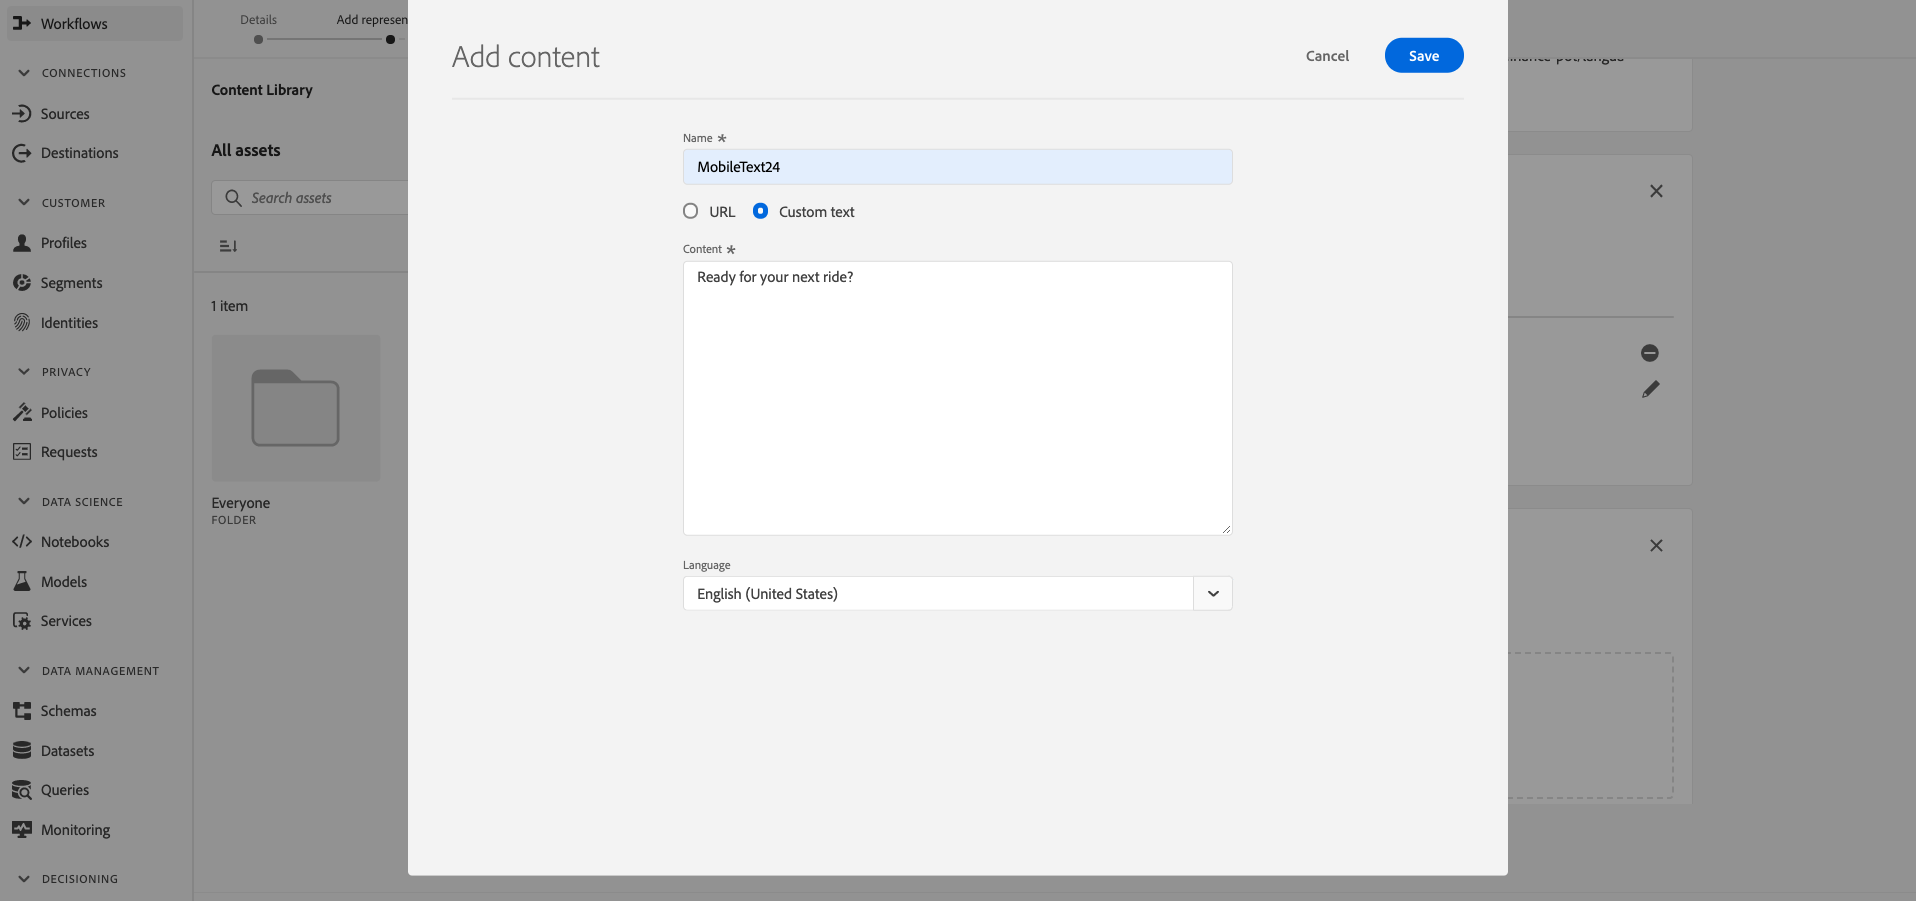 Workflows
CONNECTIONS
Sources
Destinations
CUSTOMER
Profiles
Segments
Identities
PRIVACY
Policies
Requests
DATA SCIENCE
Notebooks
Models
Services
DATA MANAGEMENT
Schemas
Datasets
Queries
Monitoring
DECISIONING
Details
Add represen
Content Library
All assets
Search assets
1 item
Everyone
FOLDER
Add content
Cancel
Save
Name *
MobileText24
URL
Custom text
Content *
Ready for your next ride?
Language
English (United States)